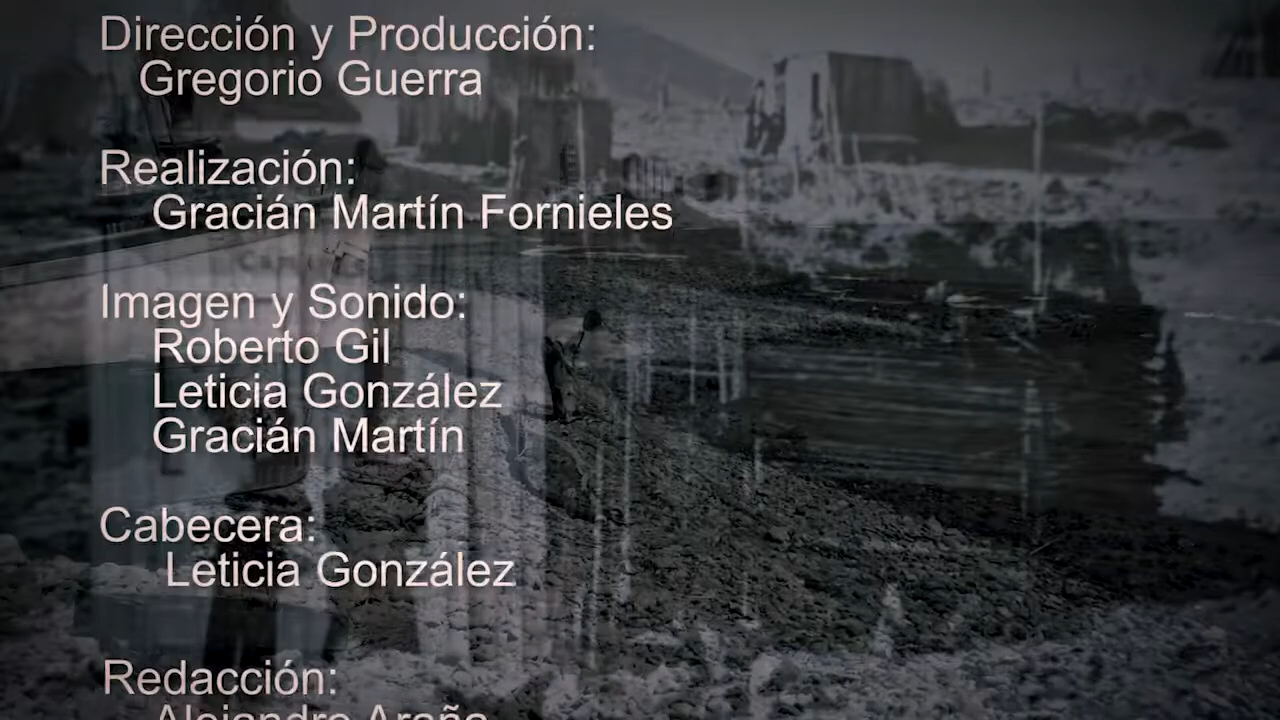 Dirección y Producción:
Gregorio Guerra
Realización:
Gracián Martín Fornieles
Imagen y Sonido:
Roberto Gil
Leticia González
Gracián Martín
Cabecera:
Leticia González
Redacción:
Alejandro